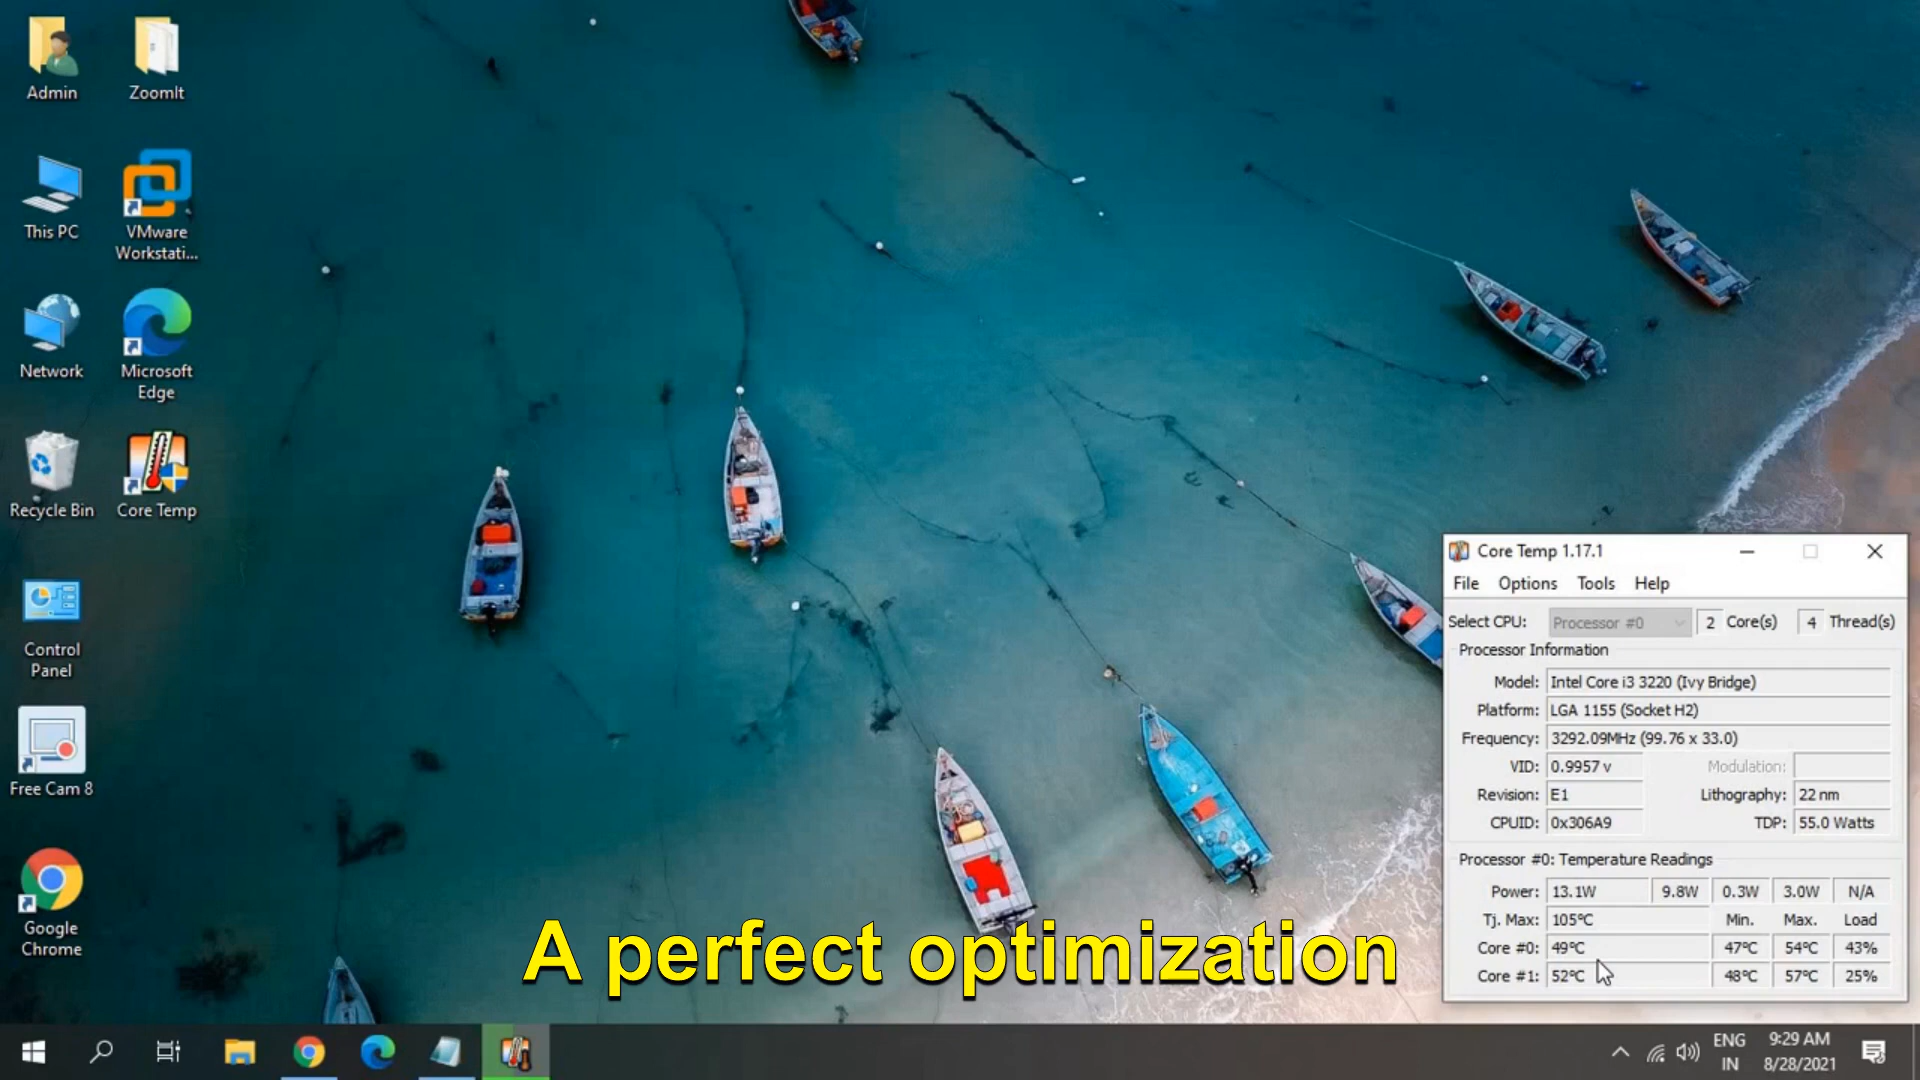 Admin
ZoomIt
This PC
VMware
Workstati...
Network
Microsoft
Edge
Recycle Bin
Core Temp
Control
Panel
Free Cam 8
Google
Chrome
Core Temp 1.17.1
File Options Tools Help
Select CPU: Processor #0 2 Core(s) 4 Thread(s)
Processor Information
Model: Intel Core i3 3220 (Ivy Bridge)
Platform: LGA 1155 (Socket H2)
Frequency: 3292.09MHz (99.76 x 33.0)
VID: 0.9957 v Modulation:
Revision: E1 Lithography: 22 nm
CPUID: 0x306A9 TDP: 55.0 Watts
Processor #0: Temperature Readings
Power: 13.1W 9.8W 0.3W 3.0W N/A
Tj. Max: 105°C Min. Max. Load
Core #0: 49°C 47°C 54°C 43%
Core #1: 52°C 48°C 57°C 25%
A perfect optimization
ENG
IN
9:29 AM
8/28/2021